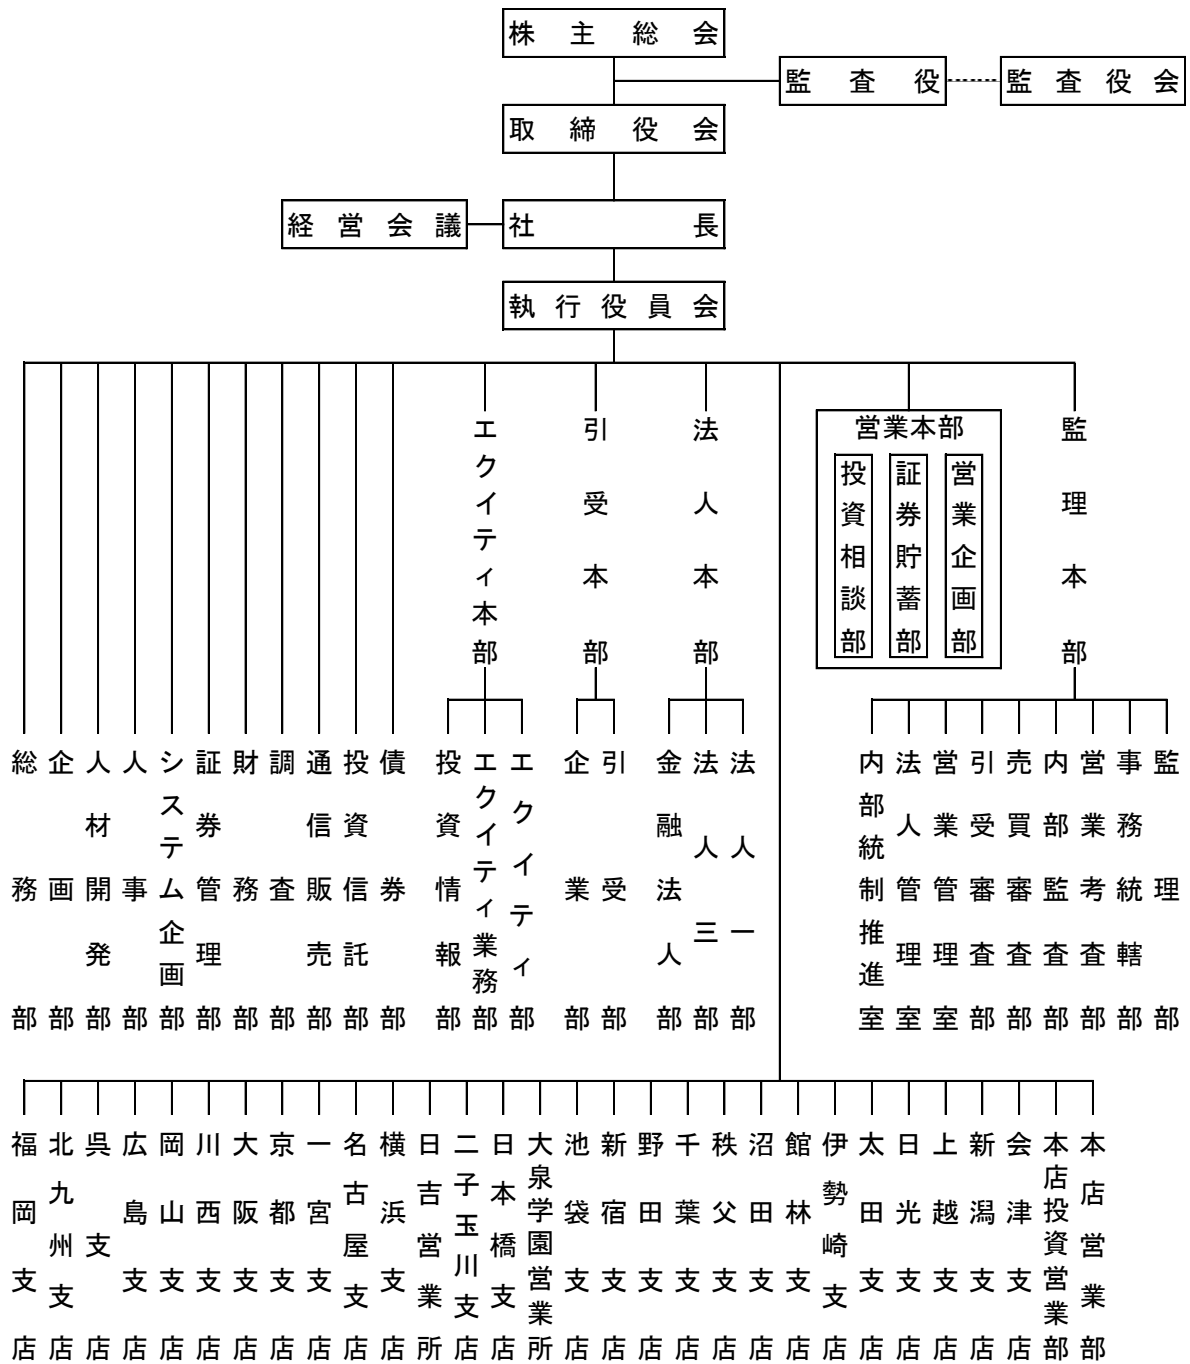 株主総会
監査役
監査役会
取締役会
経営会議
社長
執行役員会
監理本部
営業本部
営業企画部
証券貯蓄部
投資相談部
法人本部
引受本部
エクイティ本部
監理部
事務統轄部
営業考査部
内部監査部
売買審査部
引受審査部
営業管理室
法人管理室
内部統制推進室
法人一部
法人三部
金融法人部
引受部
企業部
エクイティ部
エクイティ業務部
投資情報部
債券部
投資信託部
通信販売部
調査部
財務部
証券管理部
システム企画部
人事部
人材開発部
企画部
総務部
本店営業部
本店投資営業部
会津支店
新潟支店
上越支店
日光支店
太田支店
伊勢崎支店
館林支店
沼田支店
秩父支店
千葉支店
野田支店
新宿支店
池袋支店
大泉学園営業所
日本橋支店
二子玉川支店
日吉営業所
横浜支店
名古屋支店
一宮支店
京都支店
大阪支店
川西支店
岡山支店
広島支店
呉支店
北九州支店
福岡支店